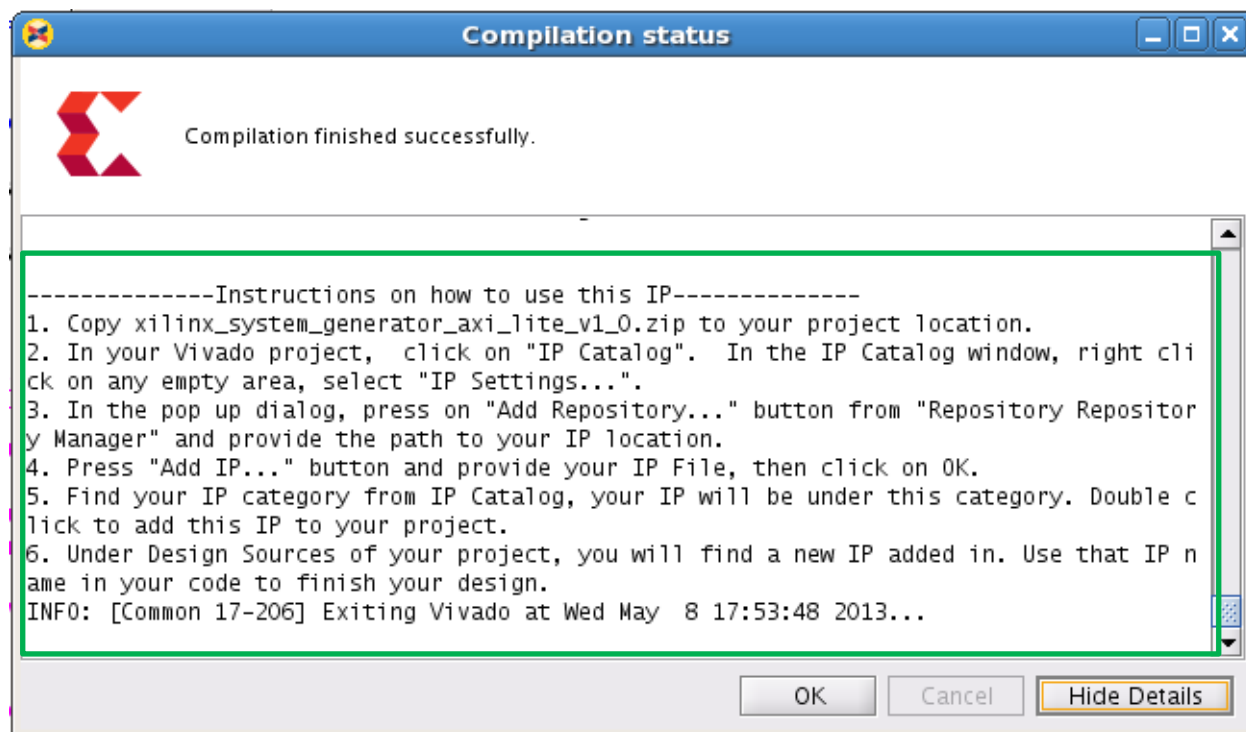 Compilation status
Compilation finished successfully.
--------------Instructions on how to use this IP--------------
1. Copy xilinx_system_generator_axi_lite_v1_0.zip to your project location.
2. In your Vivado project,  click on "IP Catalog".  In the IP Catalog window, right cli
ck on any empty area, select "IP Settings...".
3. In the pop up dialog, press on "Add Repository..." button from "Repository Repositor
y Manager" and provide the path to your IP location.
4. Press "Add IP..." button and provide your IP File, then click on OK.
5. Find your IP category from IP Catalog, your IP will be under this category. Double c
lick to add this IP to your project.
6. Under Design Sources of your project, you will find a new IP added in. Use that IP n
ame in your code to finish your design.
INFO: [Common 17-206] Exiting Vivado at Wed May  8 17:53:48 2013...
OK Cancel Hide Details